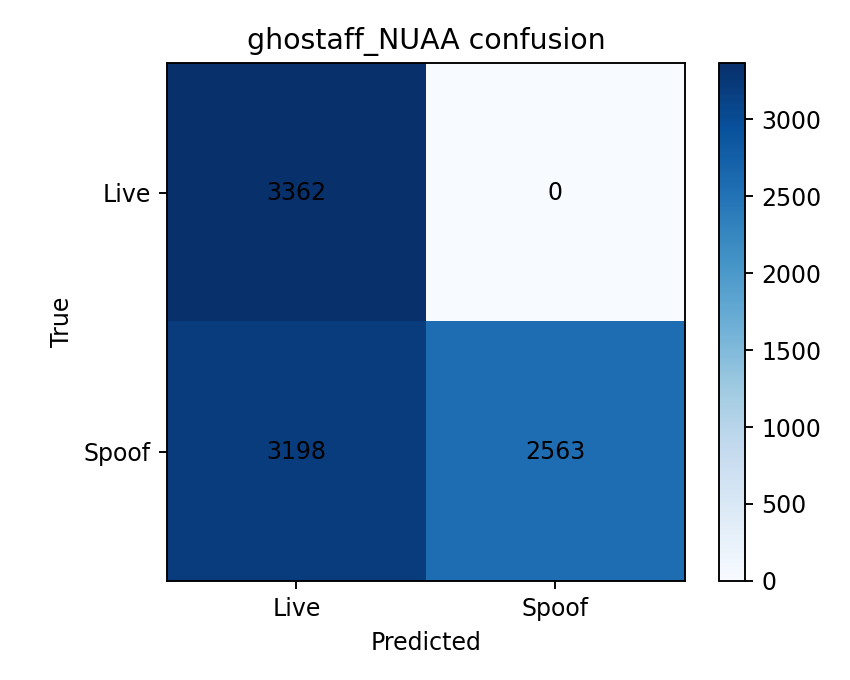 ghostaff_NUAA confusion
Live
3362
0
Spoof
3198
2563
True
Live
Spoof
Predicted
3000
2500
2000
1500
1000
500
0